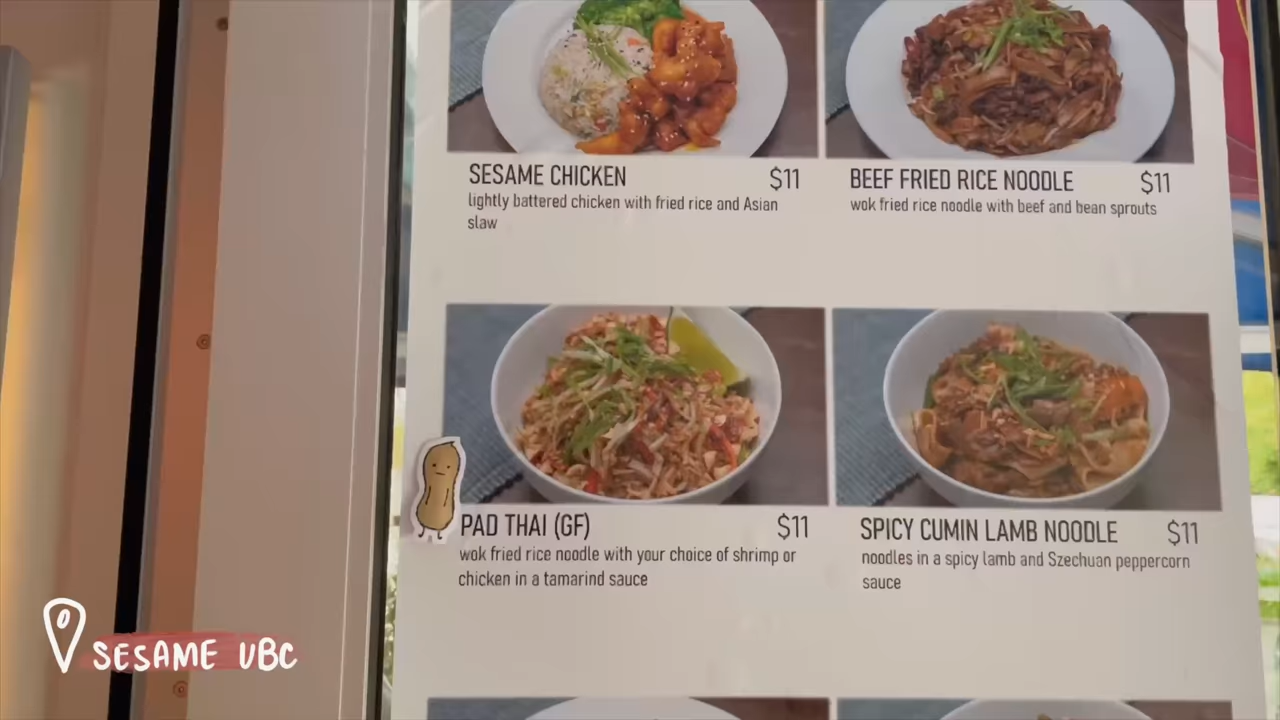 SESAME CHICKEN $11
lightly battered chicken with fried rice and Asian
slaw
BEEF FRIED RICE NOODLE $11
wok fried rice noodle with beef and bean sprouts
PAD THAI (GF) $11
wok fried rice noodle with your choice of shrimp or
chicken in a tamarind sauce
SPICY CUMIN LAMB NOODLE $11
noodles in a spicy lamb and Szechuan peppercorn
sauce
SESAME UBC